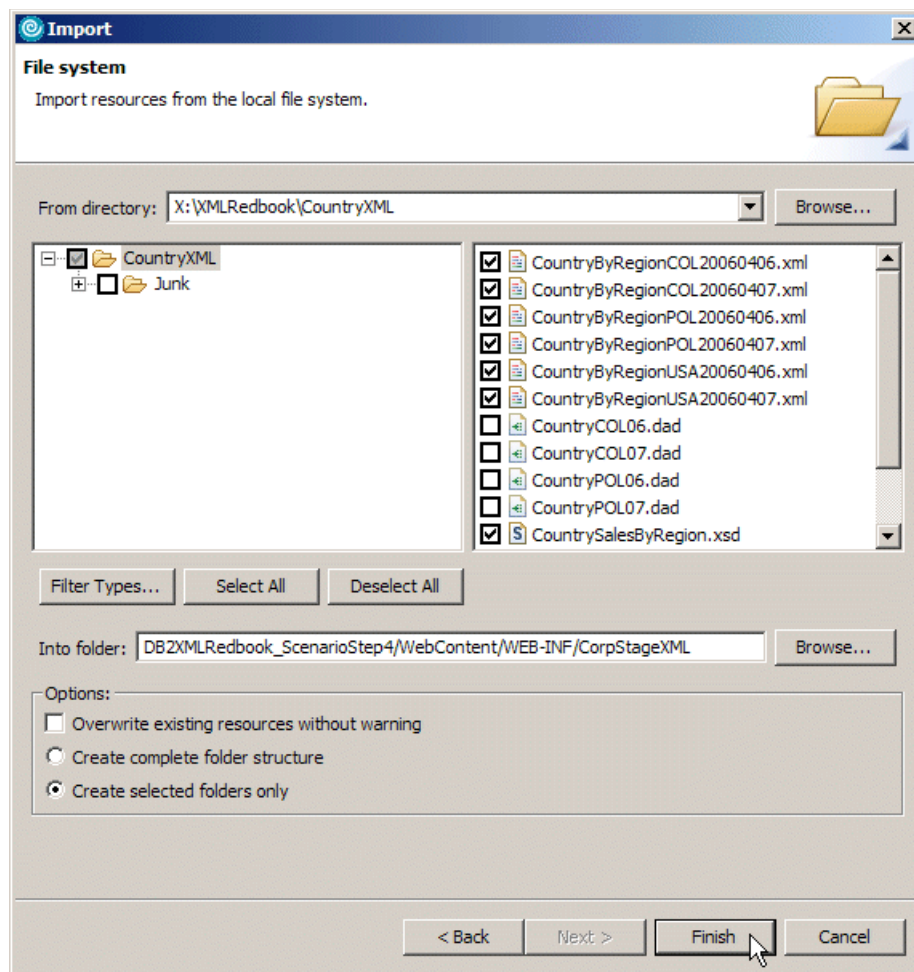 Import
File system
Import resources from the local file system.
From directory: X:\XMLRedbook\CountryXML Browse...
CountryXML
Junk
CountryByRegionCOL20060406.xml
CountryByRegionCOL20060407.xml
CountryByRegionPOL20060406.xml
CountryByRegionPOL20060407.xml
CountryByRegionUSA20060406.xml
CountryByRegionUSA20060407.xml
CountryCOL06.dad
CountryCOL07.dad
CountryPOL06.dad
CountryPOL07.dad
CountrySalesByRegion.xsd
Filter Types... Select All Deselect All
Into folder: DB2XMLRedbook_ScenarioStep4/WebContent/WEB-INF/CorpStageXML Browse...
Options:
Overwrite existing resources without warning
Create complete folder structure
Create selected folders only
< Back Next > Finish Cancel